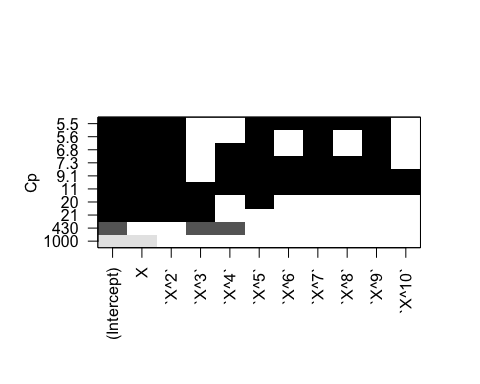 5.5
5.6
6.8
7.3
9.1
11
20
21
430
1000
Cp
(Intercept)
X
`X^2`
`X^3`
`X^4`
`X^5`
`X^6`
`X^7`
`X^8`
`X^9`
`X^10`